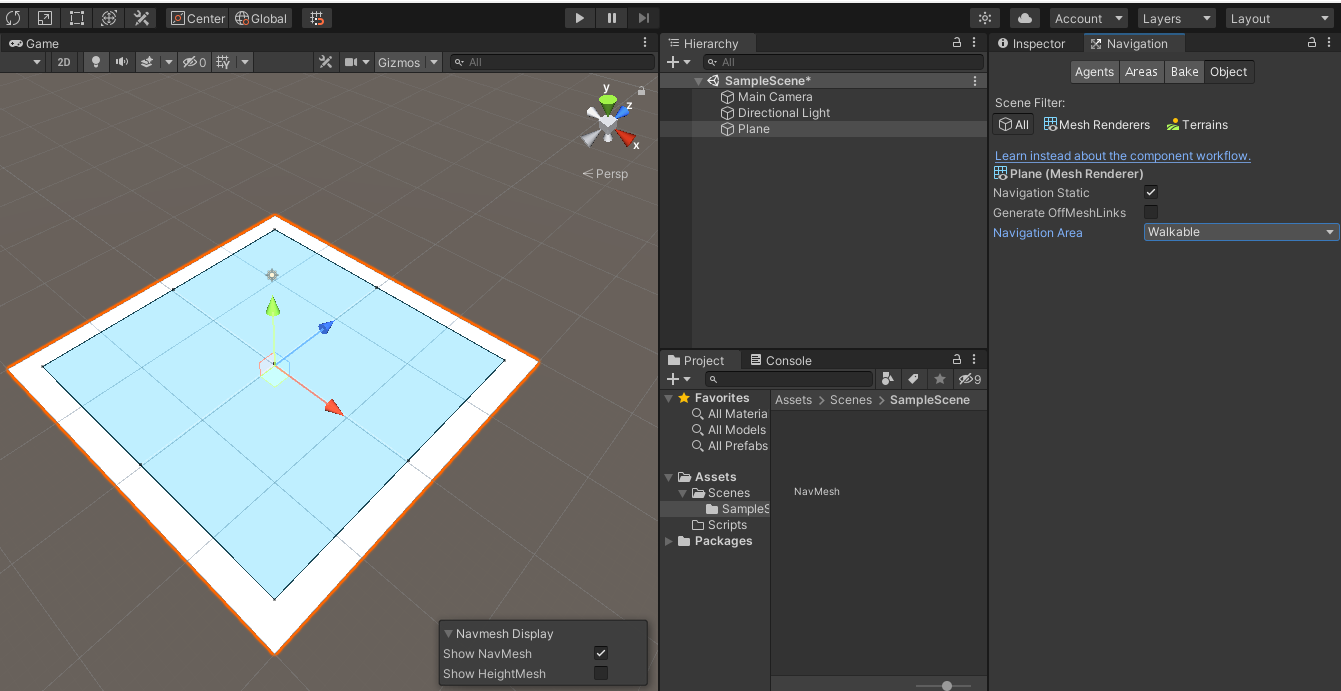 Center Global Account Layers Layout
Game
2D 0 Gizmos All
y
z
x
Persp
Navmesh Display
Show NavMesh
Show HeightMesh
Hierarchy
All
SampleScene*
Main Camera
Directional Light
Plane
Project Console
9
Favorites
All Materia
All Models
All Prefabs
Assets
Scenes
SampleS
Scripts
Packages
Assets > Scenes > SampleScene
NavMesh
Inspector Navigation
Agents Areas Bake Object
Scene Filter:
All Mesh Renderers Terrains
Learn instead about the component workflow.
Plane (Mesh Renderer)
Navigation Static
Generate OffMeshLinks
Navigation Area Walkable